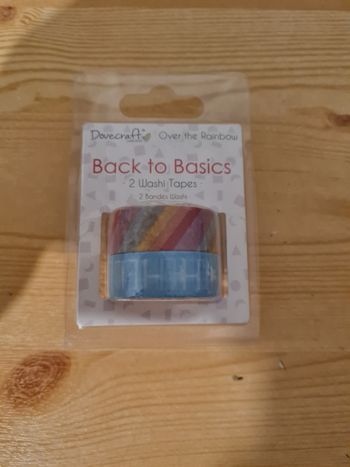 Dovecraft Over the Rainbow
Back to Basics
2 Washi Tapes
2 Bandes Washi